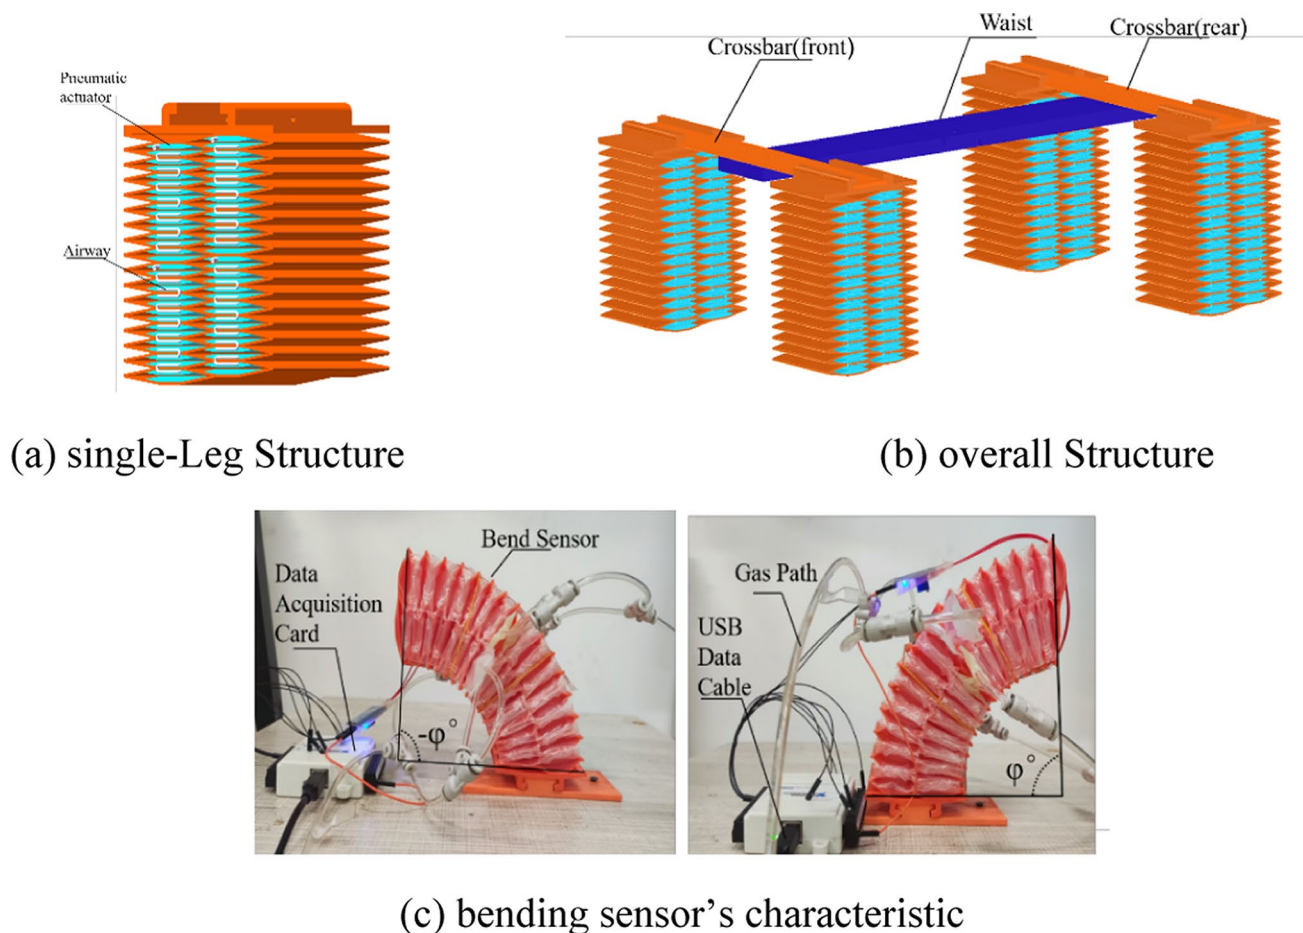 Pneumatic
actuator
Airway
Crossbar(front)
Waist
Crossbar(rear)
(a) single-Leg Structure
(b) overall Structure
Data
Acquisition
Card
Bend Sensor
-φ°
Gas Path
USB
Data
Cable
φ°
(c) bending sensor’s characteristic